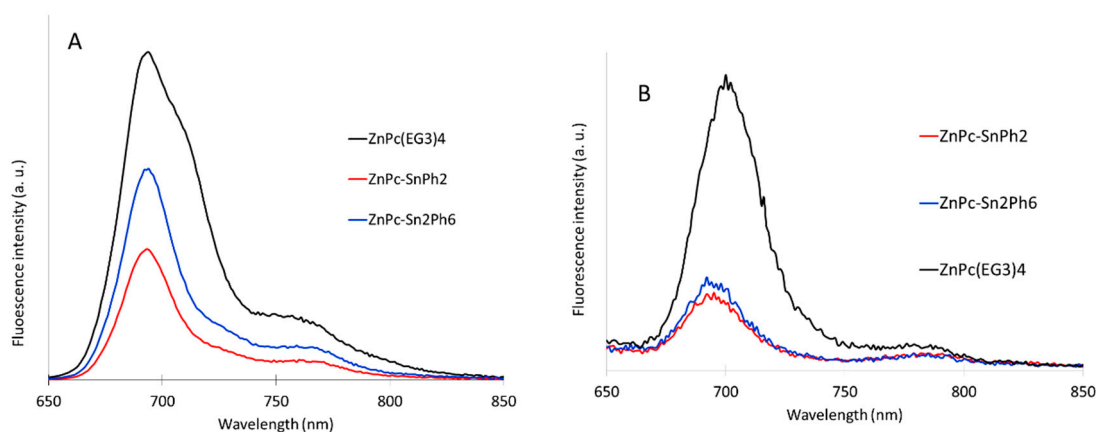 A
Fluoescence intensity (a. u.)
ZnPc(EG3)4
ZnPc-SnPh2
ZnPc-Sn2Ph6
650
700
750
800
850
Wavelength (nm)
B
Fluorescence intensity (a. u.)
ZnPc-SnPh2
ZnPc-Sn2Ph6
ZnPc(EG3)4
650
700
750
800
850
Wavelength (nm)